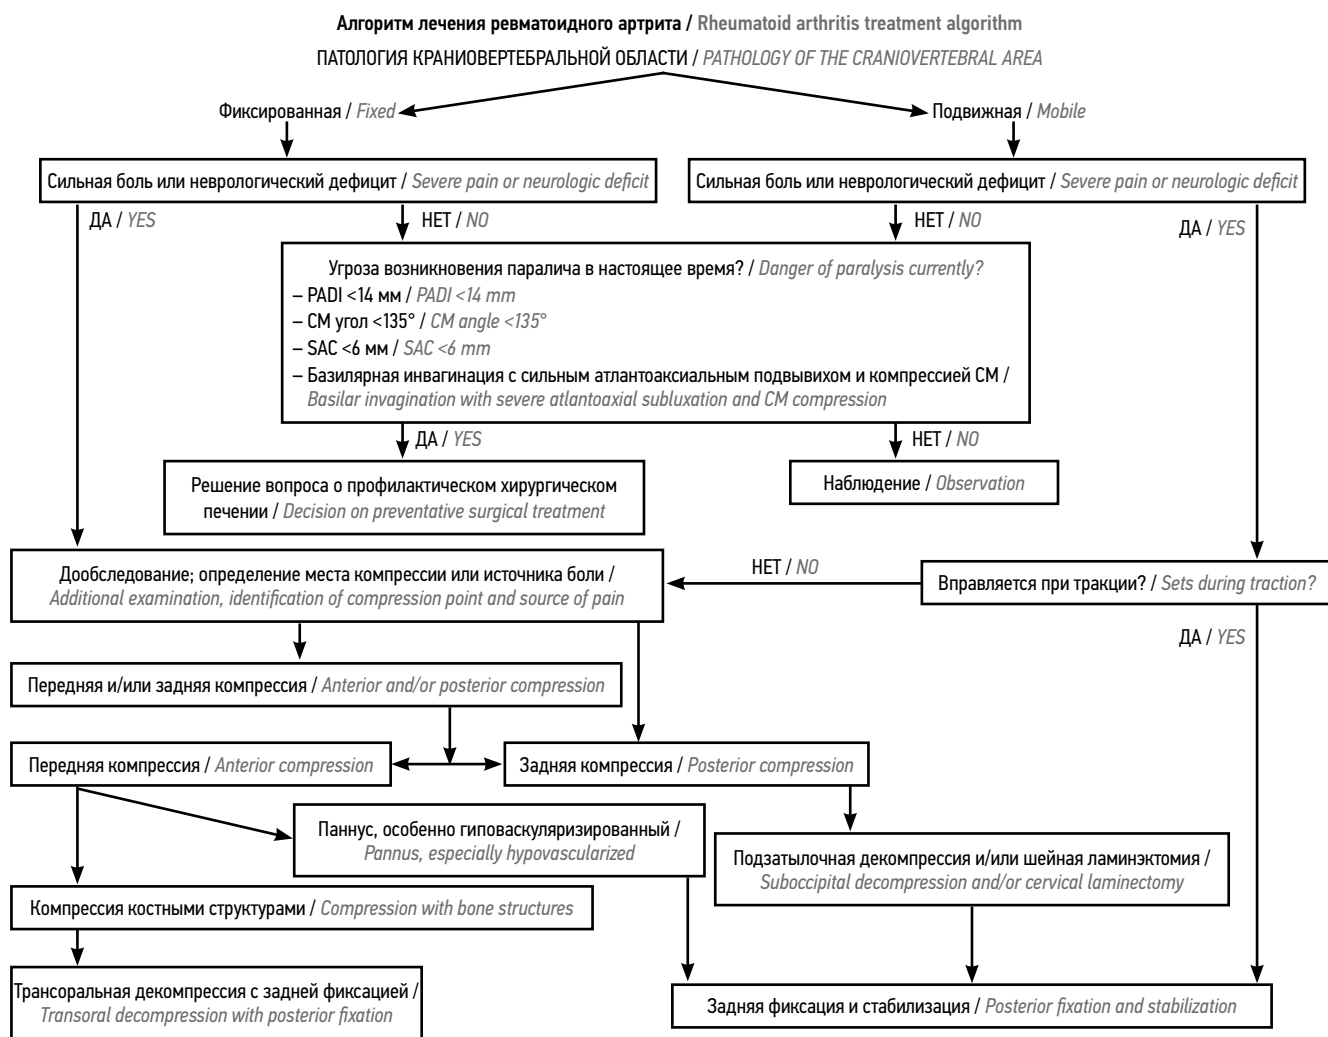 Алгоритм лечения ревматоидного артрита / Rheumatoid arthritis treatment algorithm
ПАТОЛОГИЯ КРАНИОВЕРТЕБРАЛЬНОЙ ОБЛАСТИ / PATHOLOGY OF THE CRANIOVERTEBRAL AREA
Фиксированная / Fixed
Подвижная / Mobile
Сильная боль или неврологический дефицит / Severe pain or neurologic deficit
Сильная боль или неврологический дефицит / Severe pain or neurologic deficit
ДА / YES
НЕТ / NO
НЕТ / NO
ДА / YES
Угроза возникновения паралича в настоящее время? / Danger of paralysis currently?
– PADI <14 мм / PADI <14 mm
– СМ угол <135° / CM angle <135°
– SAC <6 мм / SAC <6 mm
– Базилярная инвагинация с сильным атлантоаксиальным подвывихом и компрессией СМ /
Basilar invagination with severe atlantoaxial subluxation and CM compression
ДА / YES
НЕТ / NO
Решение вопроса о профилактическом хирургическом
печении / Decision on preventative surgical treatment
Наблюдение / Observation
Дообследование; определение места компрессии или источника боли /
Additional examination, identification of compression point and source of pain
НЕТ / NO
Вправляется при тракции? / Sets during traction?
ДА / YES
Передняя и/или задняя компрессия / Anterior and/or posterior compression
Передняя компрессия / Anterior compression
Задняя компрессия / Posterior compression
Паннус, особенно гиповаскуляризированный /
Pannus, especially hypovascularized
Подзатылочная декомпрессия и/или шейная ламинэктомия /
Suboccipital decompression and/or cervical laminectomy
Компрессия костными структурами / Compression with bone structures
Трансоральная декомпрессия с задней фиксацией /
Transoral decompression with posterior fixation
Задняя фиксация и стабилизация / Posterior fixation and stabilization